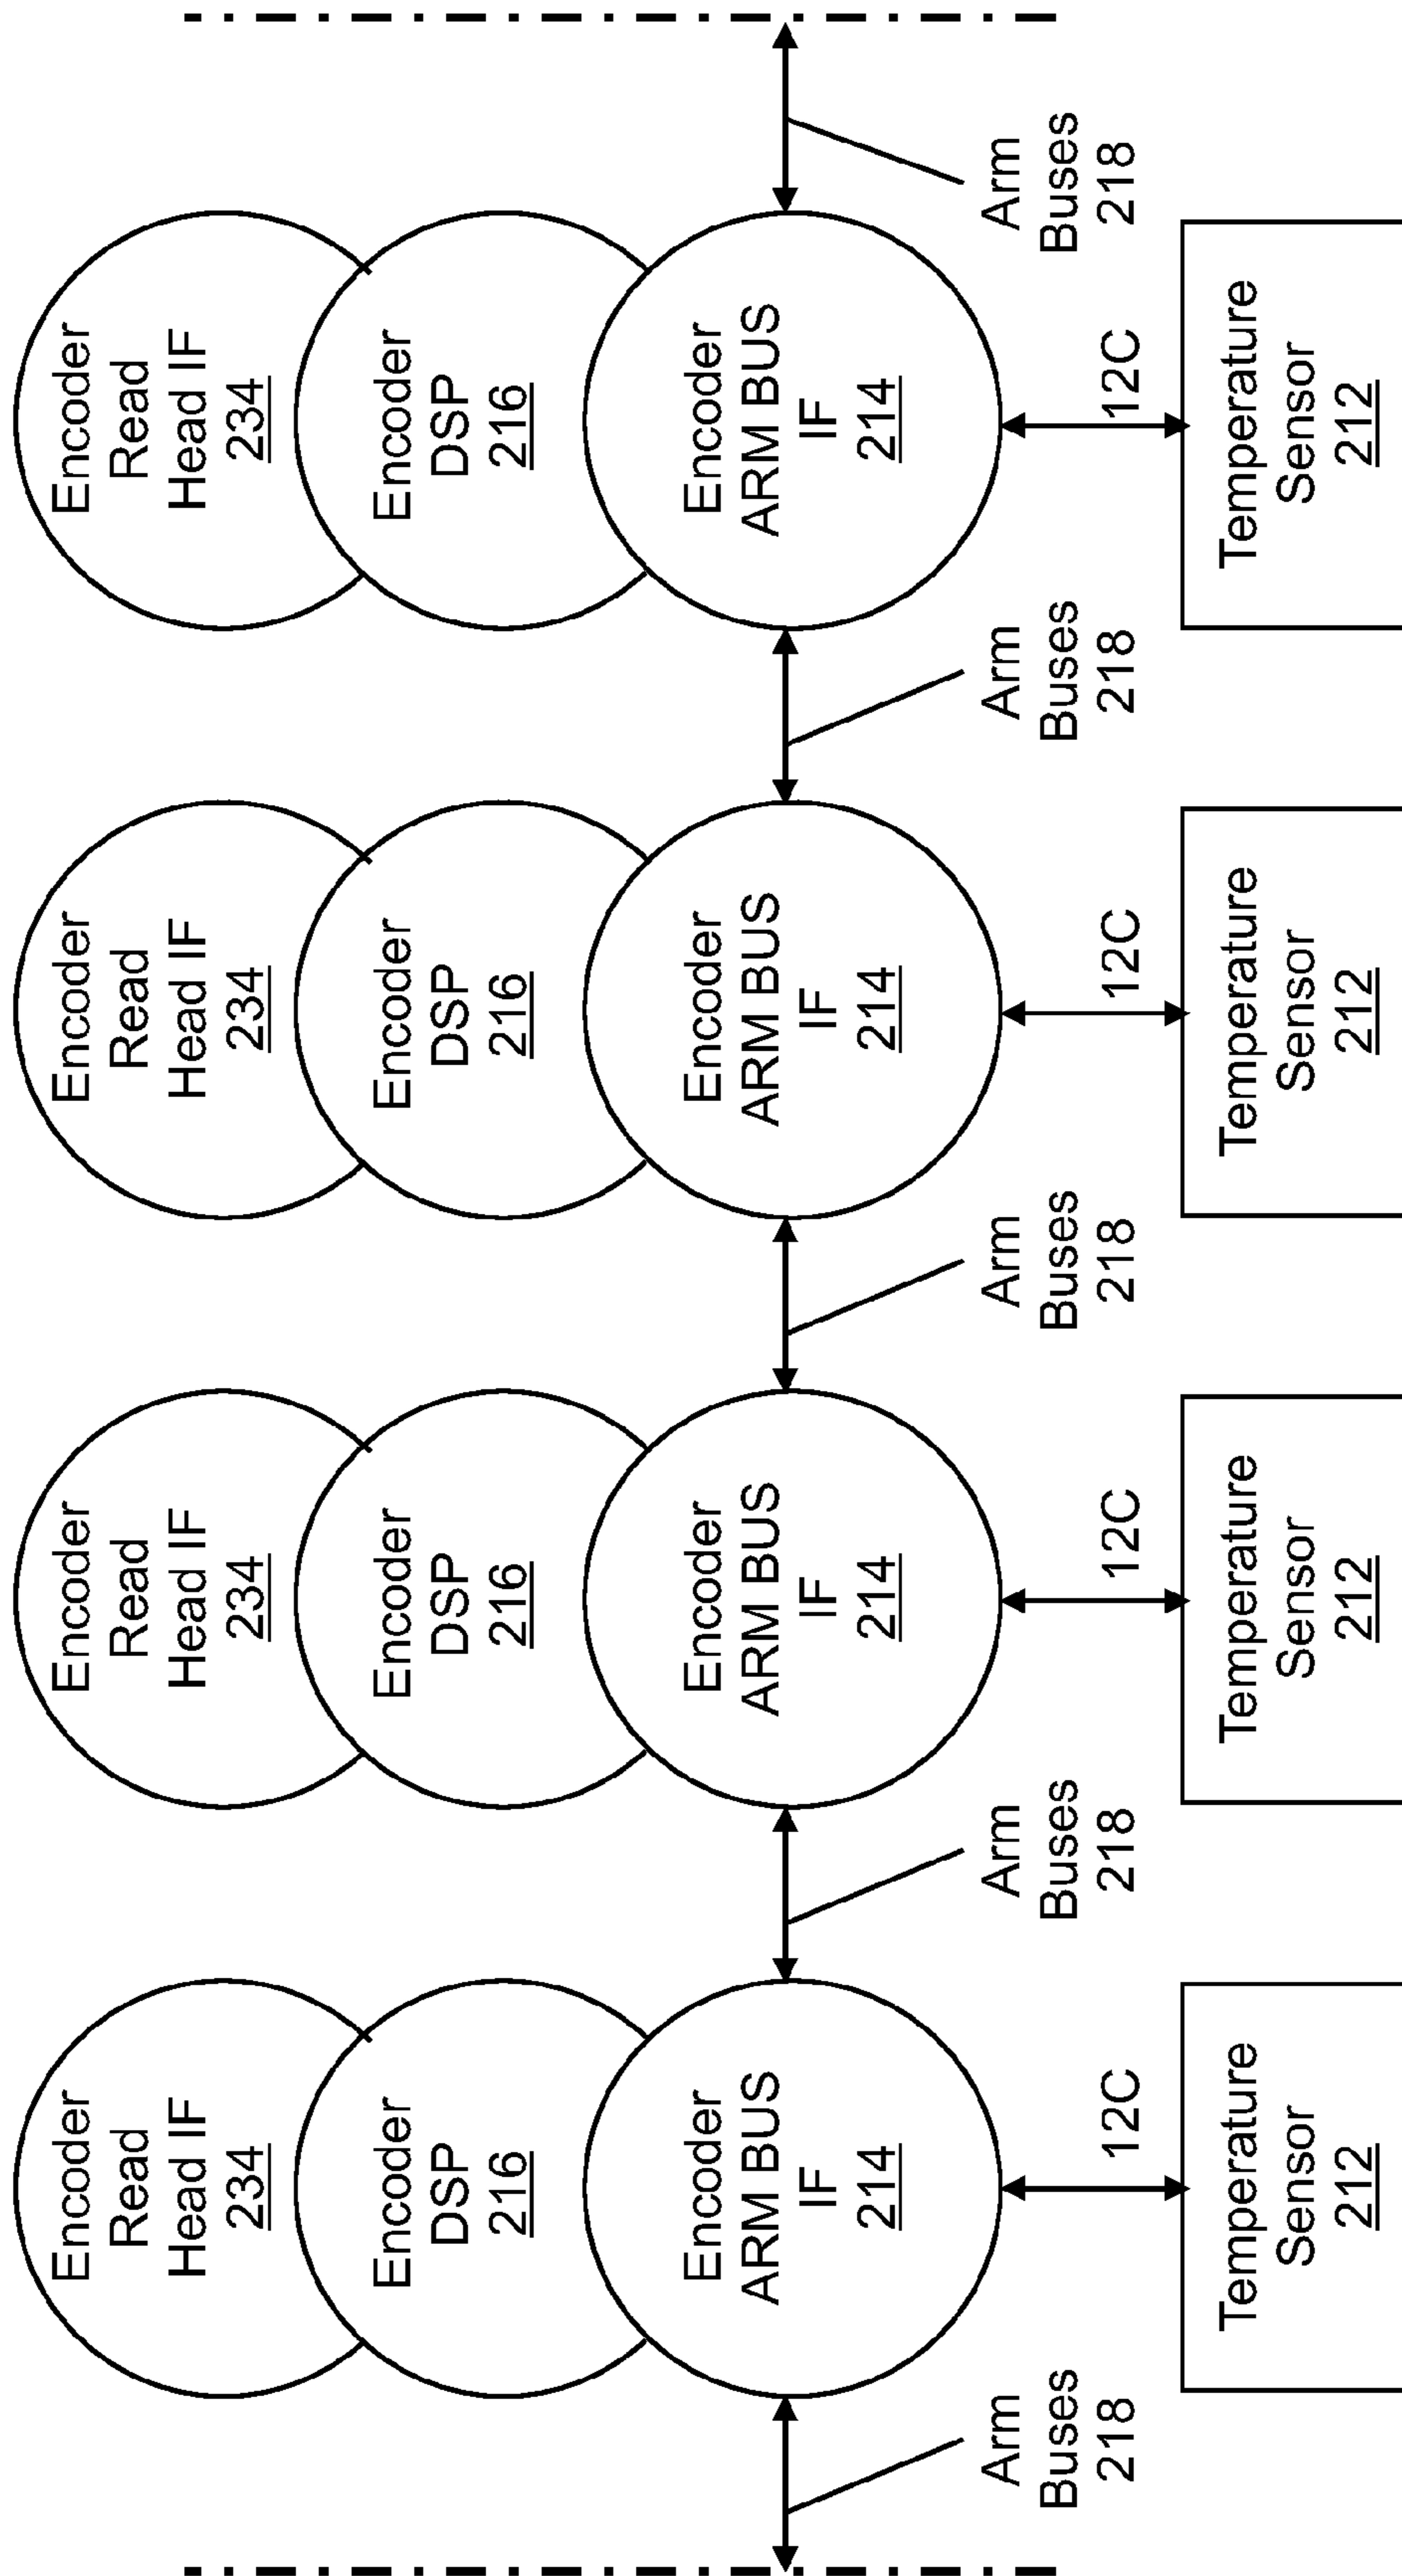 Encoder
Read
Head IF
234
Encoder
Read
Head IF
234
Encoder
Read
Head IF
234
Encoder
Read
Head IF
234
Encoder
DSP
216
Encoder
DSP
216
Encoder
DSP
216
Encoder
DSP
216
Encoder
ARM BUS
IF
214
Encoder
ARM BUS
IF
214
Encoder
ARM BUS
IF
214
Encoder
ARM BUS
IF
214
Arm
Buses
218
Arm
Buses
218
Arm
Buses
218
Arm
Buses
218
Arm
Buses
218
12C
12C
12C
12C
Temperature
Sensor
212
Temperature
Sensor
212
Temperature
Sensor
212
Temperature
Sensor
212